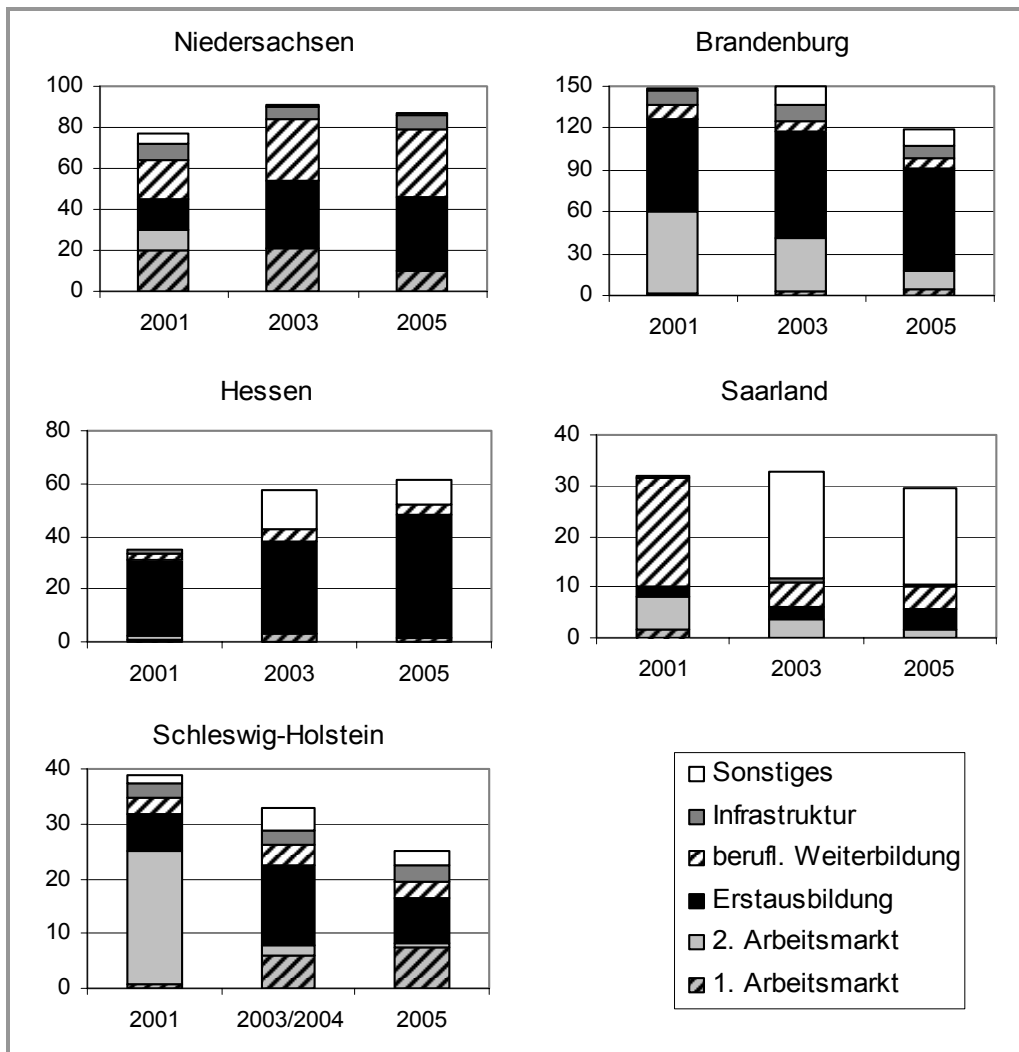 Niedersachsen
100
80
60
40
20
0
2001 2003 2005
Brandenburg
150
120
90
60
30
0
2001 2003 2005
Hessen
80
60
40
20
0
2001 2003 2005
Saarland
40
30
20
10
0
2001 2003 2005
Schleswig-Holstein
40
30
20
10
0
2001 2003/2004 2005
Sonstiges
Infrastruktur
berufl. Weiterbildung
Erstausbildung
2. Arbeitsmarkt
1. Arbeitsmarkt